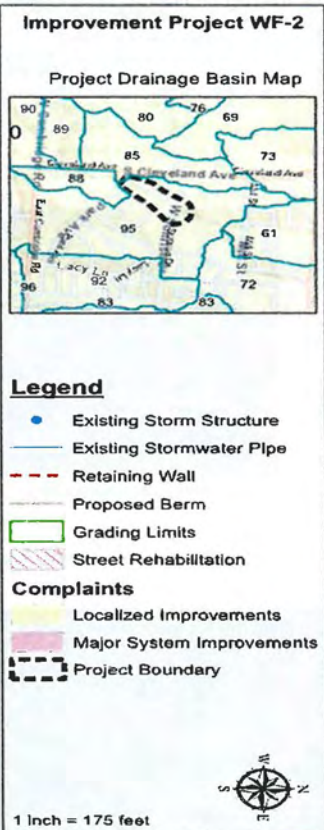 Improvement Project WF-2
Project Drainage Basin Map
90
89
80
76
69
85
73
S Cleveland Ave
88
95
61
92
96
83
83
72
Legend
Existing Storm Structure
Existing Stormwater Pipe
Retaining Wall
Proposed Berm
Grading Limits
Street Rehabilitation
Complaints
Localized Improvements
Major System Improvements
Project Boundary
W
S
N
E
1 Inch = 175 feet